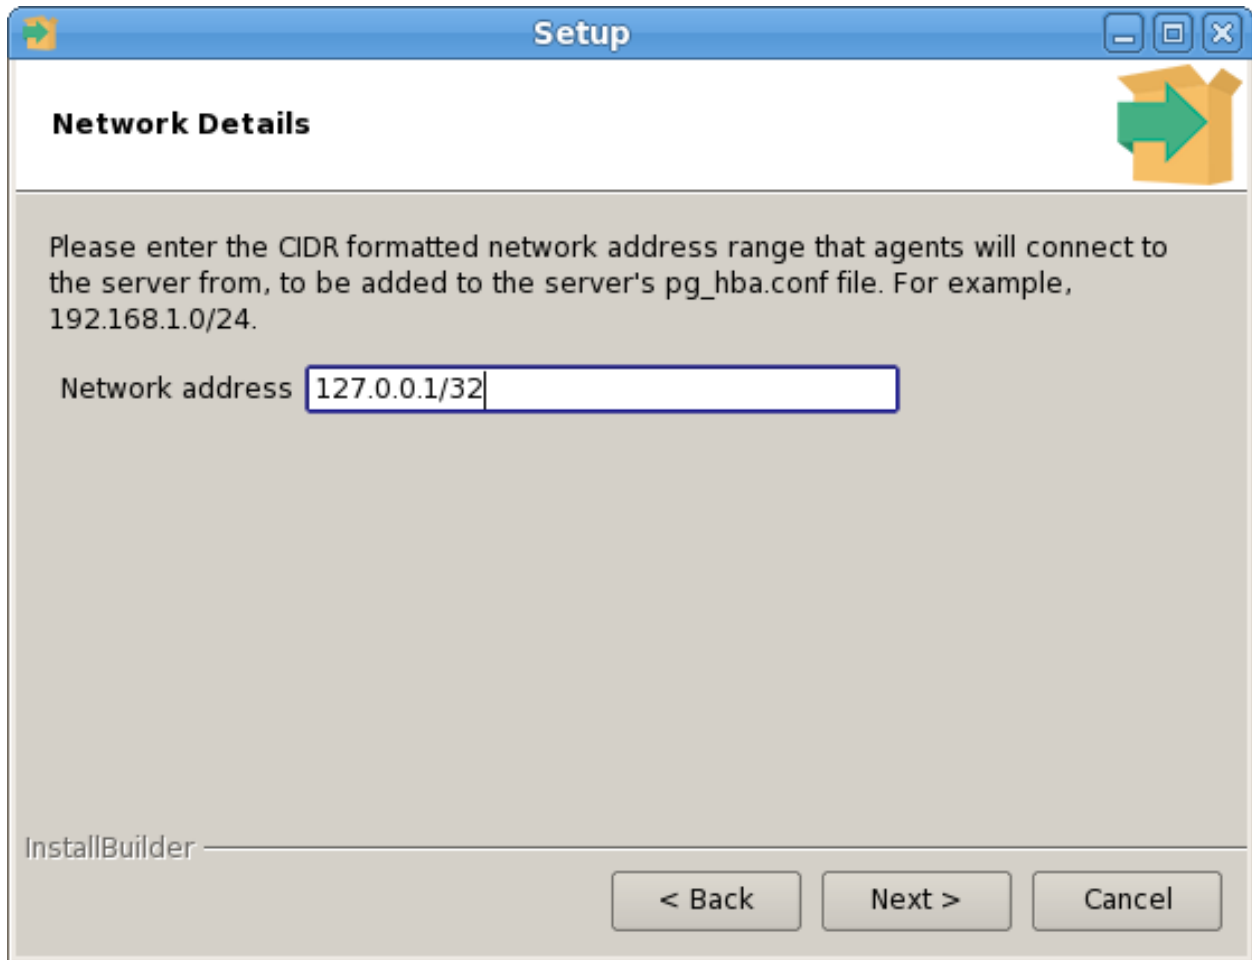 Setup
Network Details
Please enter the CIDR formatted network address range that agents will connect to
the server from, to be added to the server's pg_hba.conf file. For example,
192.168.1.0/24.
Network address 127.0.0.1/32
InstallBuilder
< Back Next > Cancel